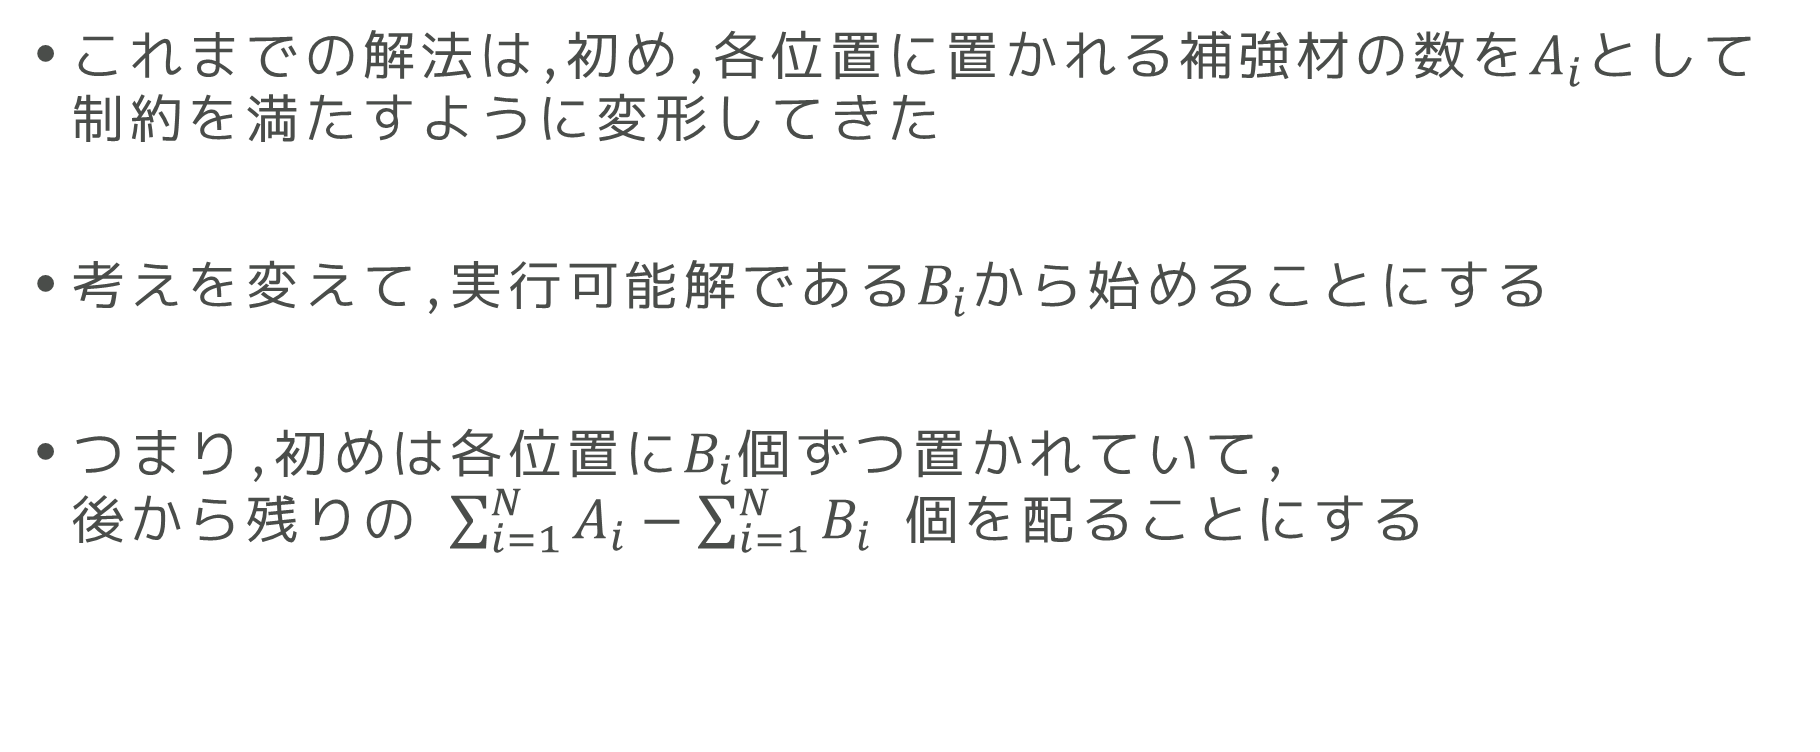 • これまでの解法は,初め,各位置に置かれる補強材の数を$A_i$として
制約を満たすように変形してきた
• 考えを変えて,実行可能解である$B_i$から始めることにする
• つまり,初めは各位置に$B_i$個ずつ置かれていて,
後から残りの $\sum_{i=1}^{N} A_i - \sum_{i=1}^{N} B_i$ 個を配ることにする